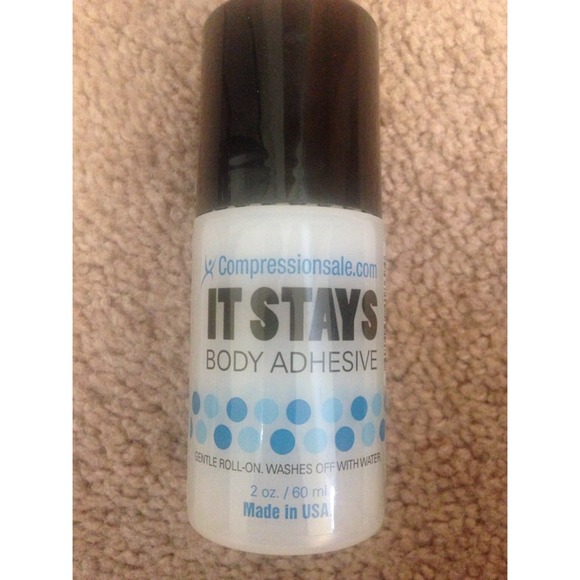 Compressionsale.com
IT STAYS
BODY ADHESIVE
GENTLE ROLL-ON. WASHES OFF WITH WATER.
2 oz. / 60 ml
Made in USA.